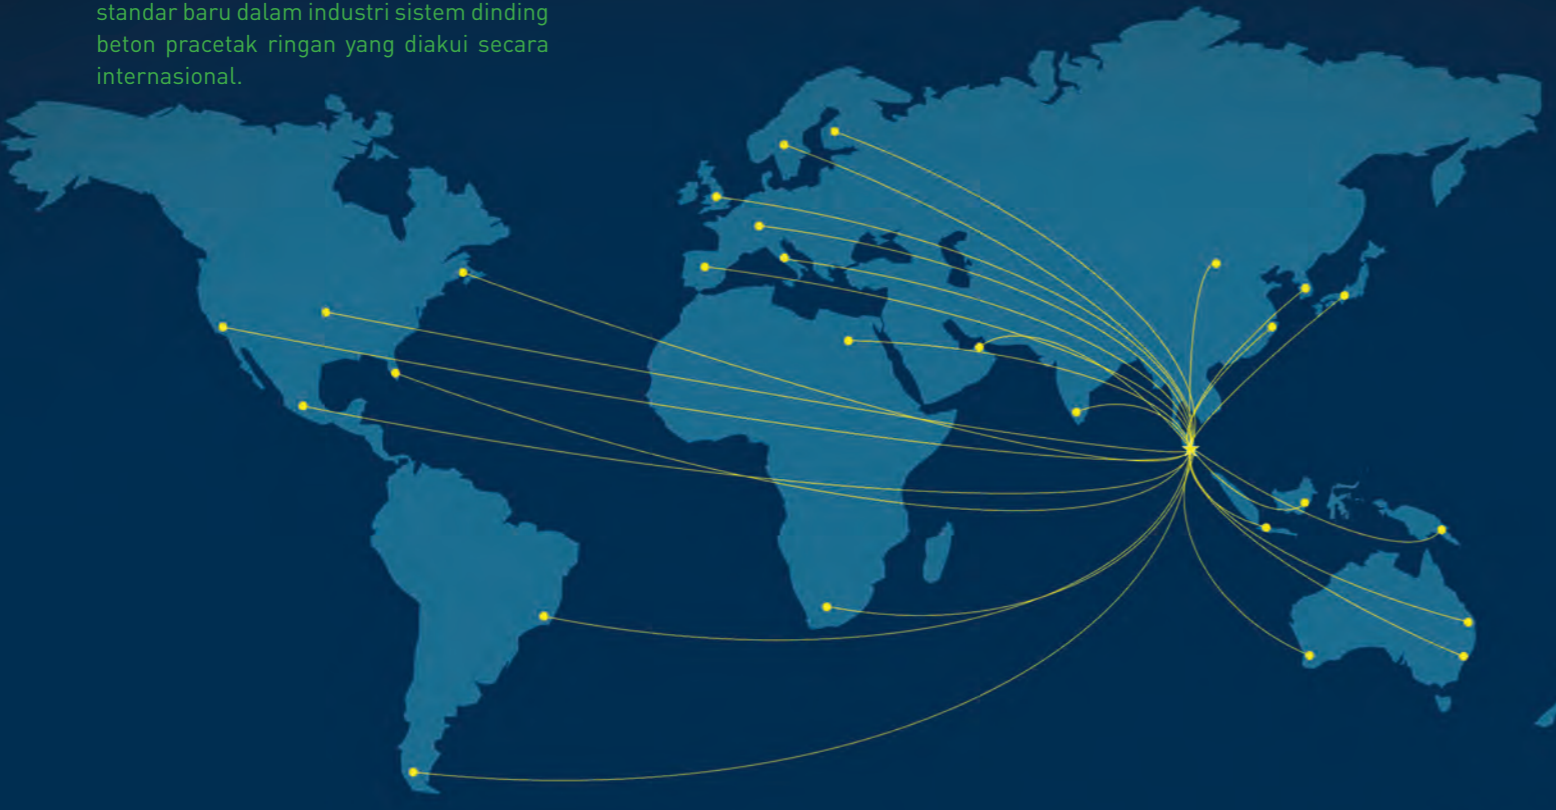 standar baru dalam industri sistem dinding
beton pracetak ringan yang diakui secara
internasional.